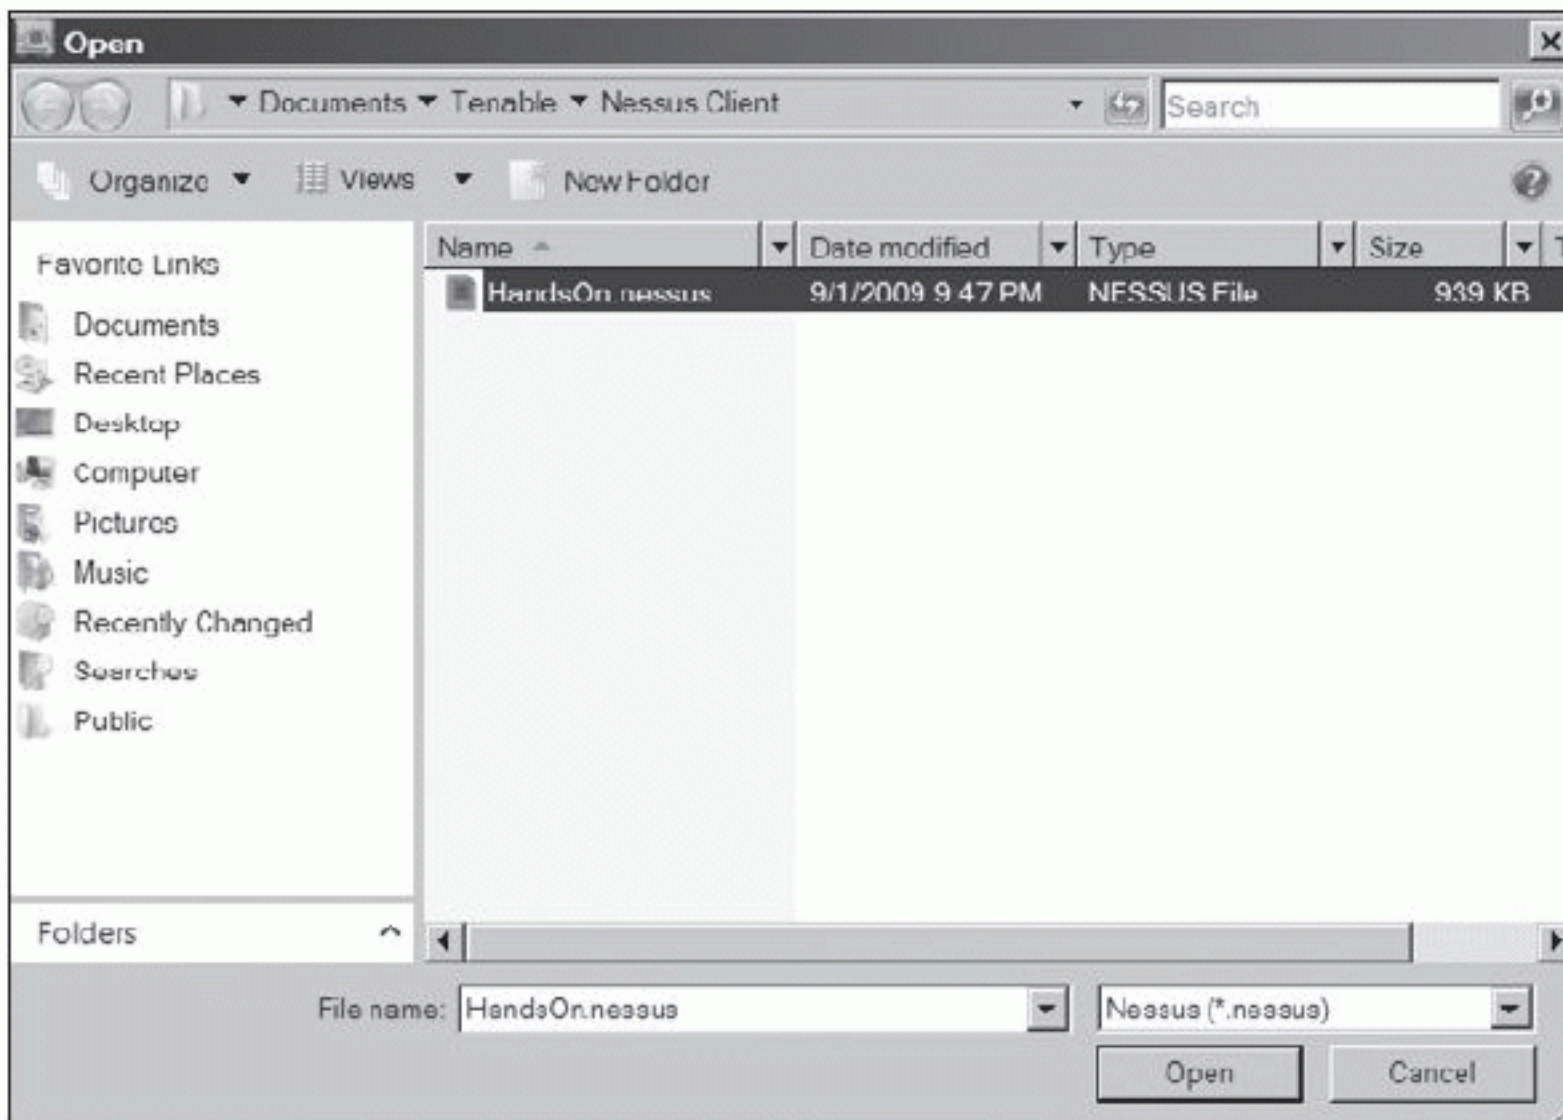 Open
Documents Tenable Nessus Client
Search
Organize Views New Folder
Favorite Links
Documents
Recent Places
Desktop
Computer
Pictures
Music
Recently Changed
Searches
Public
Folders
Name Date modified Type Size T
HandsOn.nessus 9/1/2009 9:47 PM NESSUS File 939 KB
File name: HandsOn.nessus Nessus (*.nessus)
Open Cancel